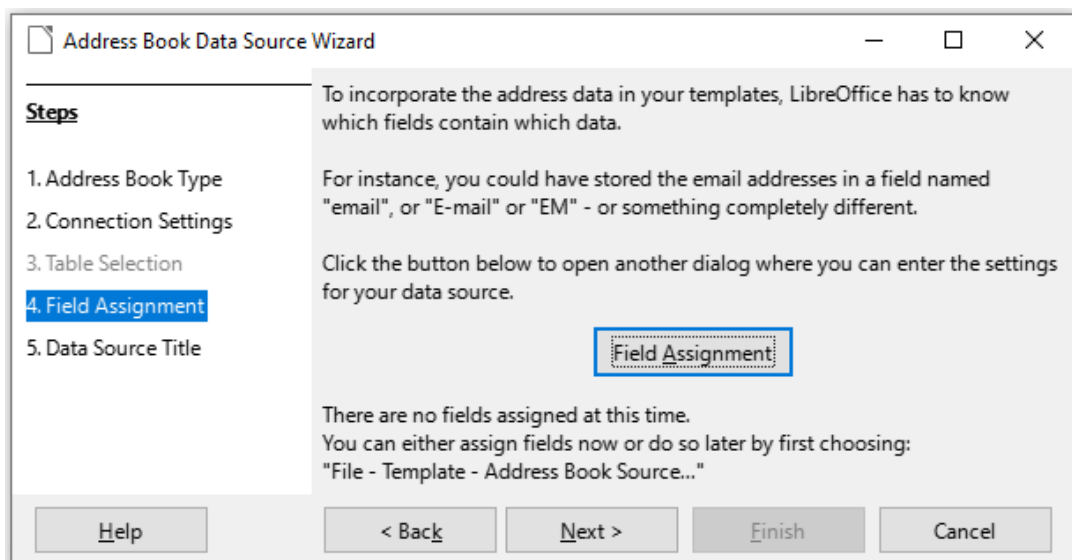 Address Book Data Source Wizard
Steps
1. Address Book Type
2. Connection Settings
3. Table Selection
4. Field Assignment
5. Data Source Title
To incorporate the address data in your templates, LibreOffice has to know
which fields contain which data.
For instance, you could have stored the email addresses in a field named
"email", or "E-mail" or "EM" - or something completely different.
Click the button below to open another dialog where you can enter the settings
for your data source.
Field Assignment
There are no fields assigned at this time.
You can either assign fields now or do so later by first choosing:
"File - Template - Address Book Source..."
Help
< Back
Next >
Finish
Cancel